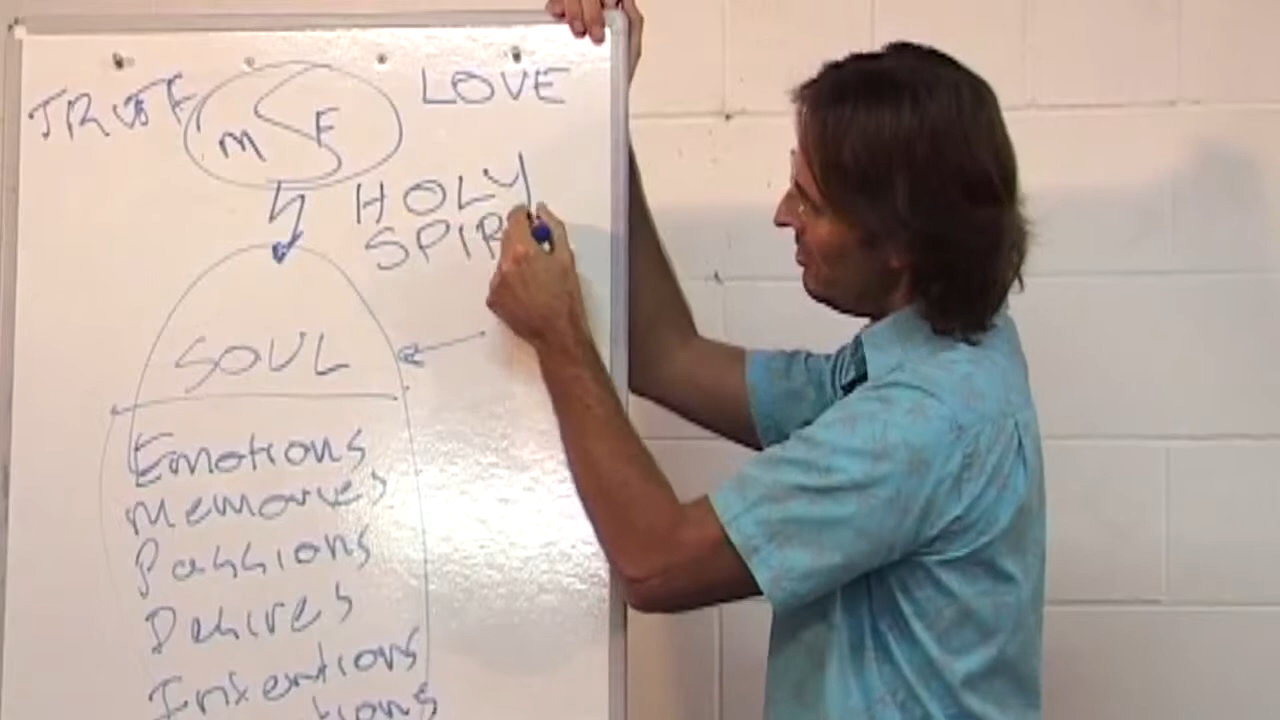 TRUTH
LOVE
M F
HOLY
SPIR
SOUL
Emotions
Memories
Passions
Desires
Intentions